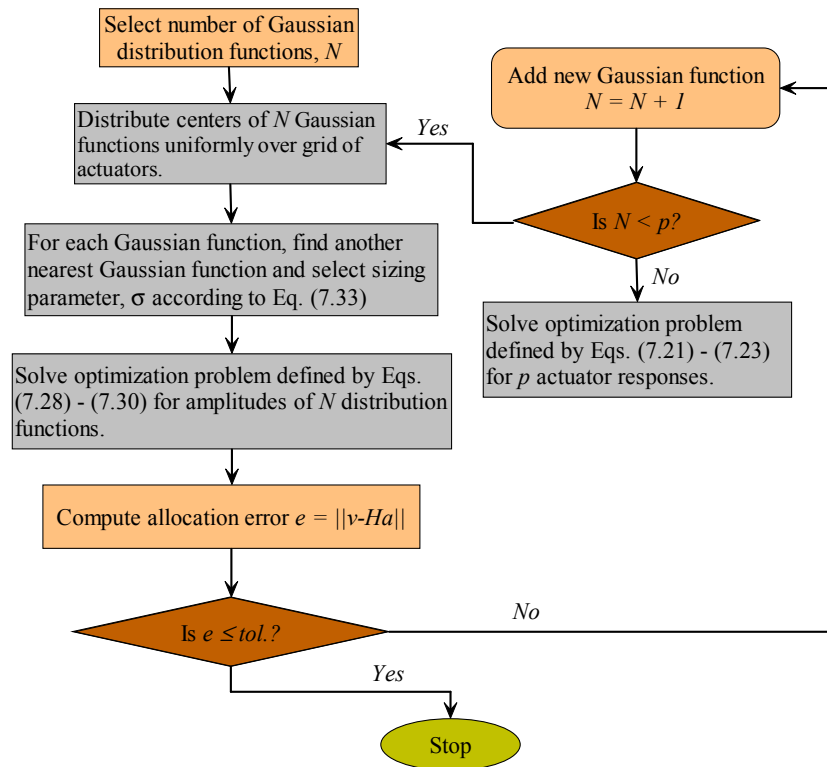 Select number of Gaussian
distribution functions, N
Distribute centers of N Gaussian
functions uniformly over grid of
actuators.
For each Gaussian function, find another
nearest Gaussian function and select sizing
parameter, σ according to Eq. (7.33)
Solve optimization problem defined by Eqs.
(7.28) - (7.30) for amplitudes of N distribution
functions.
Compute allocation error e = ||v-Ha||
Is e ≤ tol.?
No
Yes
Stop
Add new Gaussian function
N = N + 1
Is N < p?
Yes
No
Solve optimization problem
defined by Eqs. (7.21) - (7.23)
for p actuator responses.